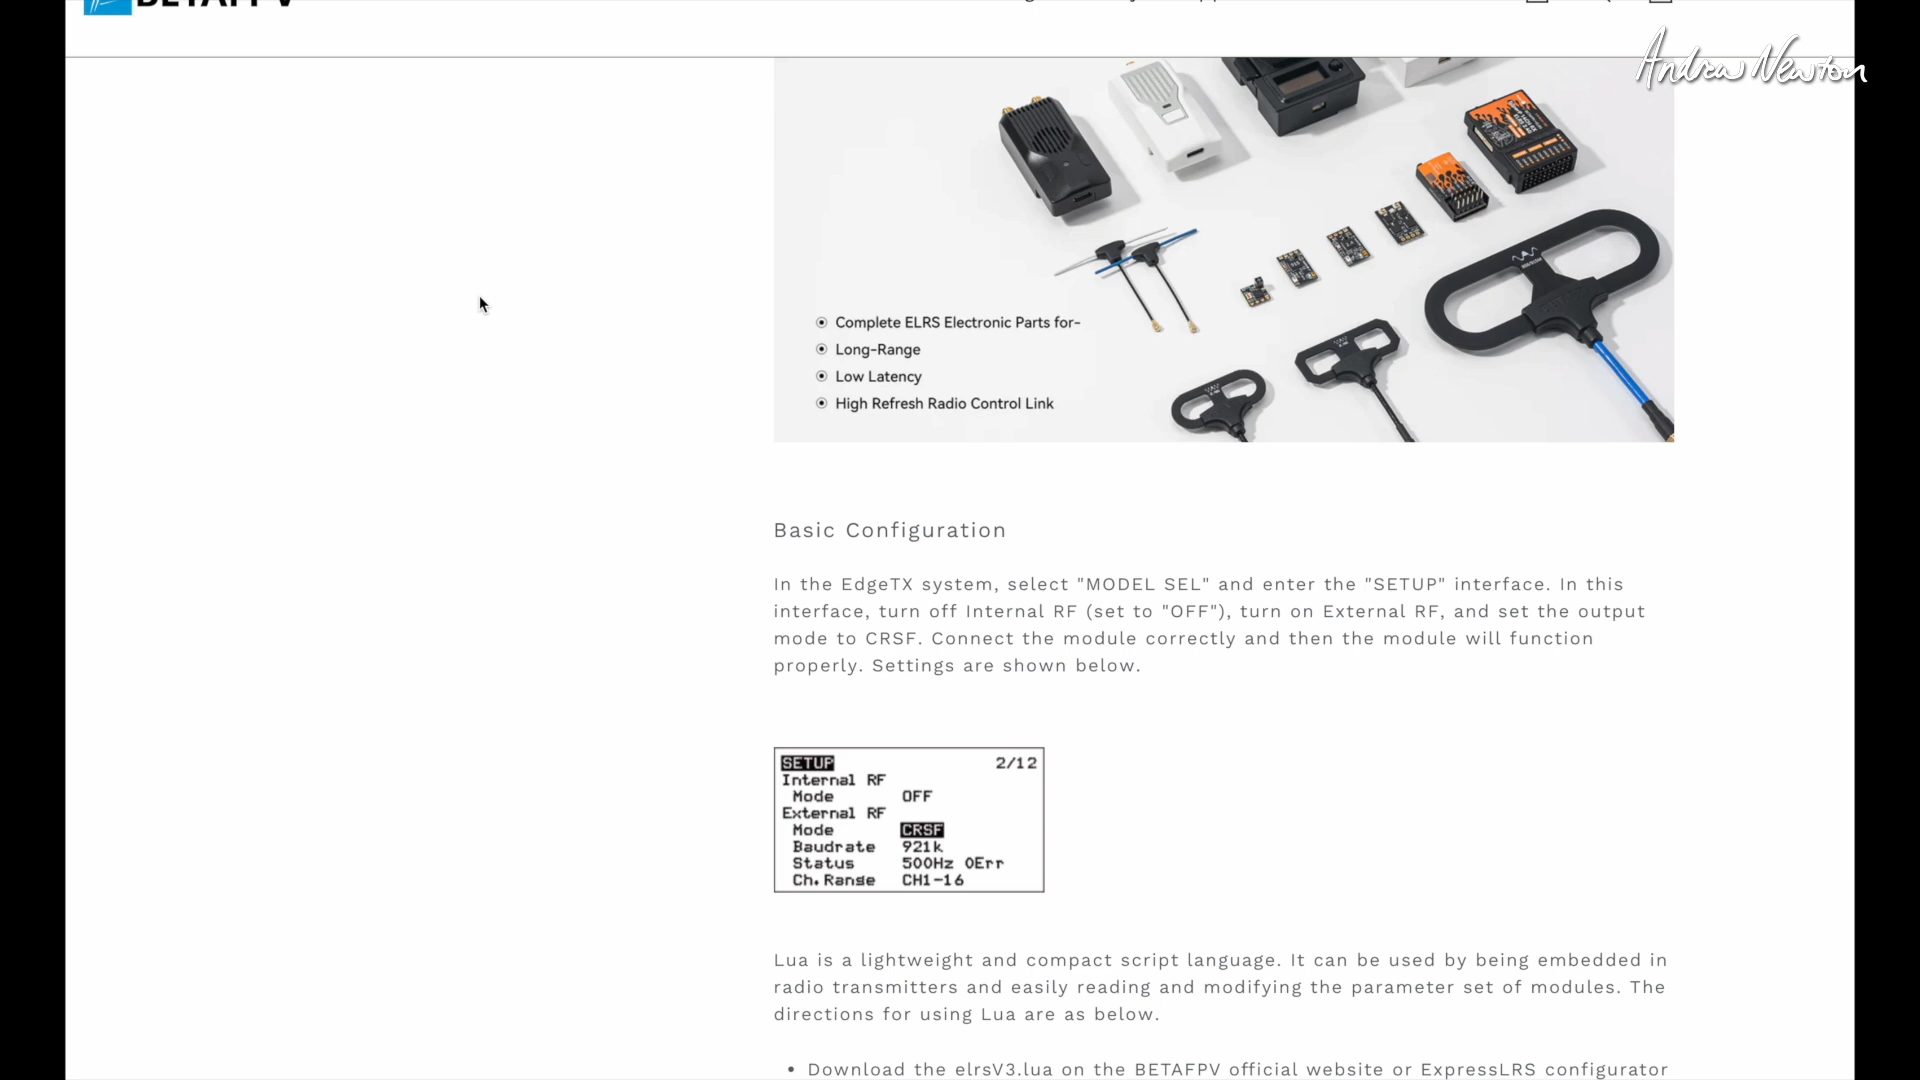 BETAFPV
Andrew Newton
Complete ELRS Electronic Parts for-
Long-Range
Low Latency
High Refresh Radio Control Link
Basic Configuration
In the EdgeTX system, select "MODEL SEL" and enter the "SETUP" interface. In this
interface, turn off Internal RF (set to "OFF"), turn on External RF, and set the output
mode to CRSF. Connect the module correctly and then the module will function
properly. Settings are shown below.
SETUP 2/12
Internal RF
Mode OFF
External RF
Mode CRSF
Baudrate 921k
Status 500Hz 0Err
Ch.Range CH1-16
Lua is a lightweight and compact script language. It can be used by being embedded in
radio transmitters and easily reading and modifying the parameter set of modules. The
directions for using Lua are as below.
• Download the elrsV3.lua on the BETAFPV official website or ExpressLRS configurator